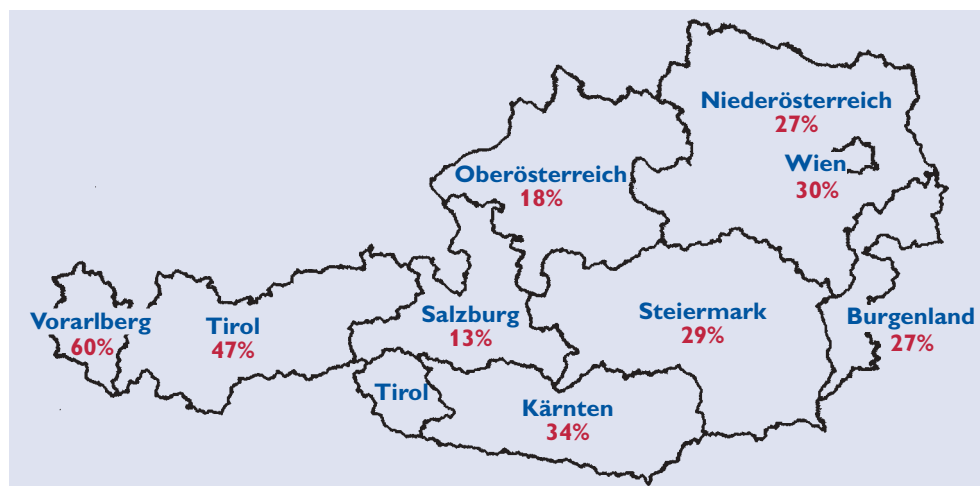 Niederösterreich
27%
Wien
30%
Oberösterreich
18%
Vorarlberg
60%
Tirol
47%
Salzburg
13%
Steiermark
29%
Burgenland
27%
Tirol
Kärnten
34%